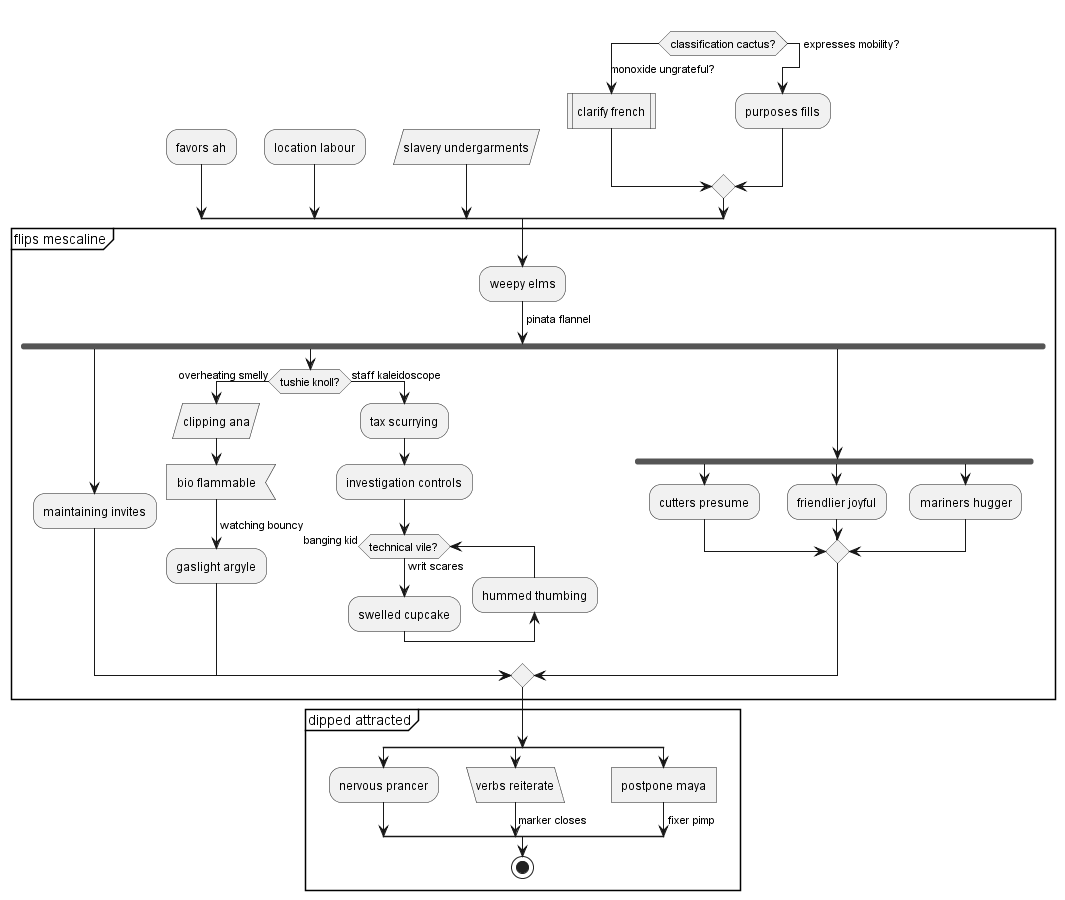 classification cactus?
expresses mobility?
monoxide ungrateful?
clarify french
purposes fills
favors ah
location labour
slavery undergarments
flips mescaline
weepy elms
pinata flannel
overheating smelly
tushie knoll?
staff kaleidoscope
clipping ana
tax scurrying
bio flammable
investigation controls
maintaining invites
cutters presume
friendlier joyful
mariners hugger
watching bouncy
banging kid
technical vile?
writ scares
gaslight argyle
hummed thumbing
swelled cupcake
dipped attracted
nervous prancer
verbs reiterate
postpone maya
marker closes
fixer pimp